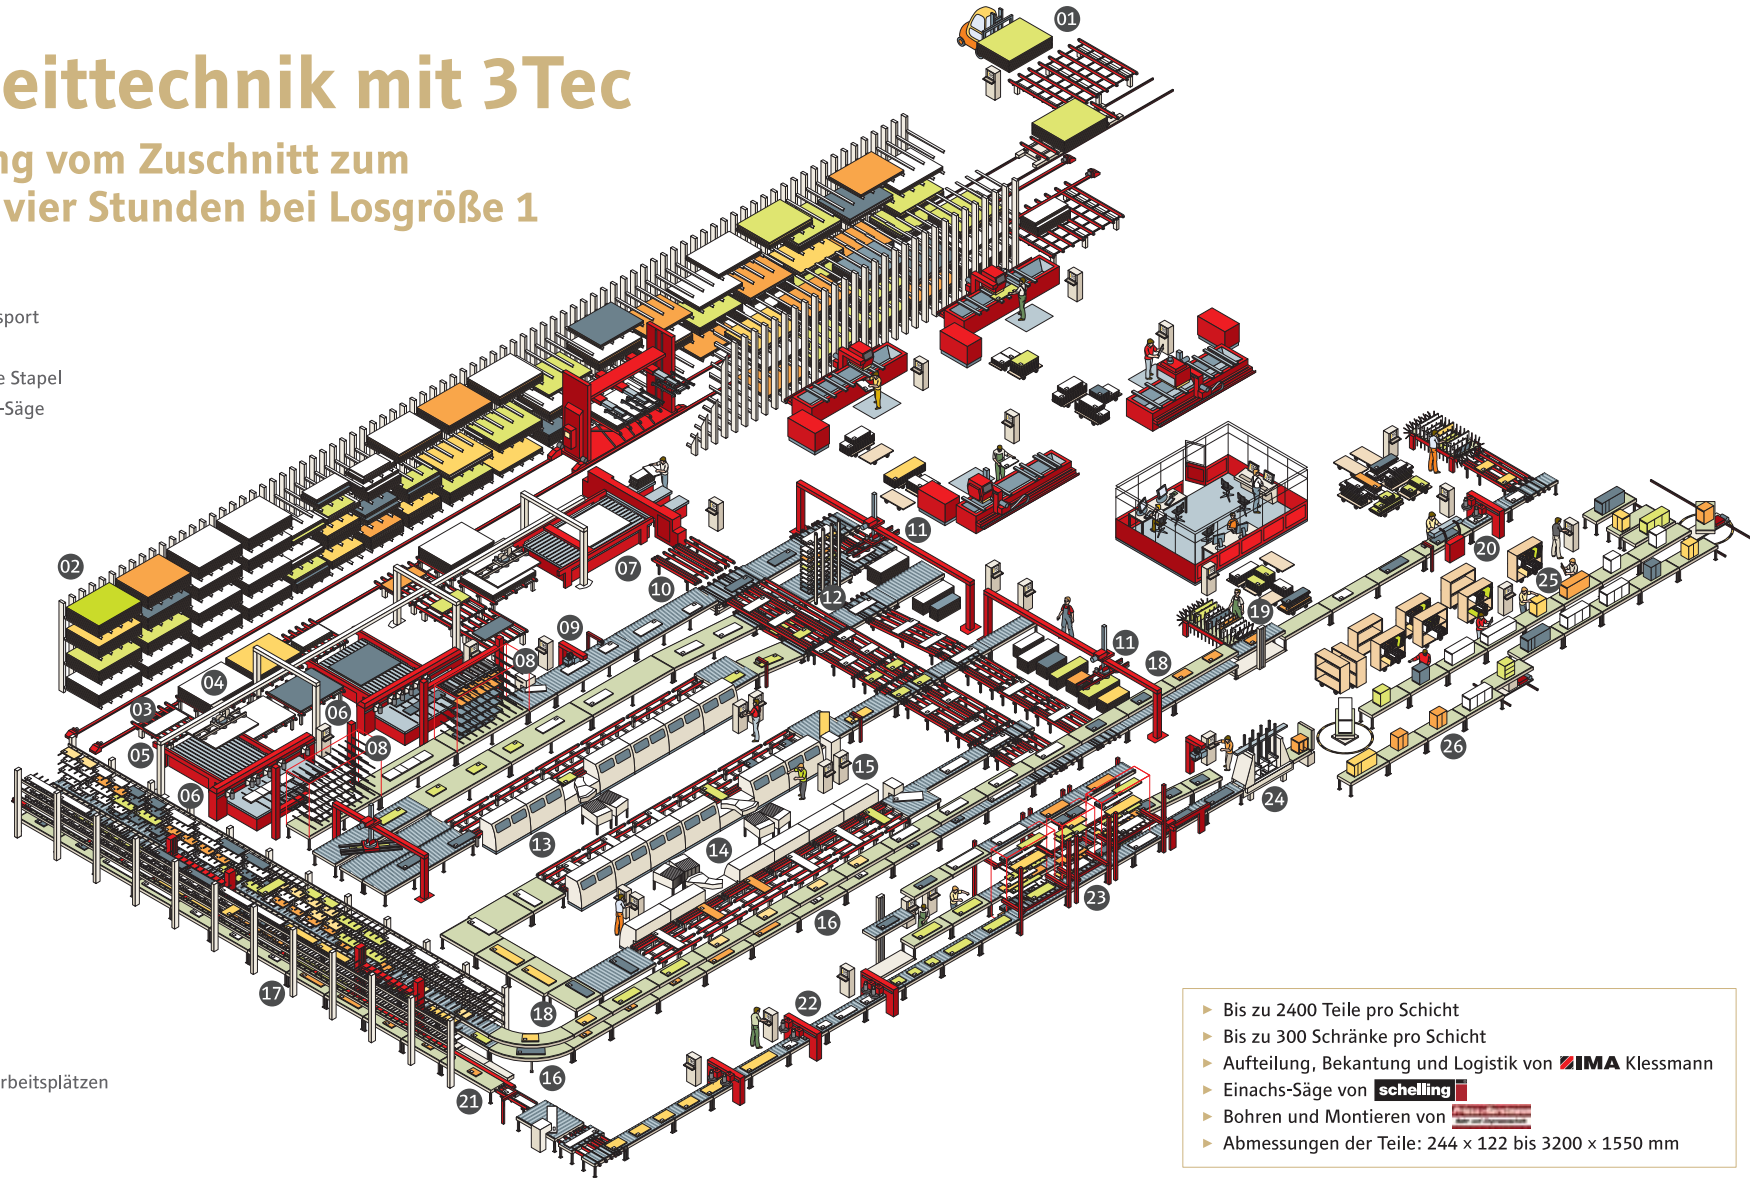 eittechnik mit 3Tec
ng vom Zuschnitt zum
vier Stunden bei Losgröße 1
sport
e Stapel
-Säge
rbeitsplätzen
01
02
03
04
05
06
06
07
08
08
09
10
11
11
12
13
14
15
16
16
17
18
18
19
20
21
22
23
24
25
26
Bis zu 2400 Teile pro Schicht
Bis zu 300 Schränke pro Schicht
Aufteilung, Bekantung und Logistik von IMA Klessmann
Einachs-Säge von schelling
Bohren und Montieren von
Abmessungen der Teile: 244 × 122 bis 3200 × 1550 mm